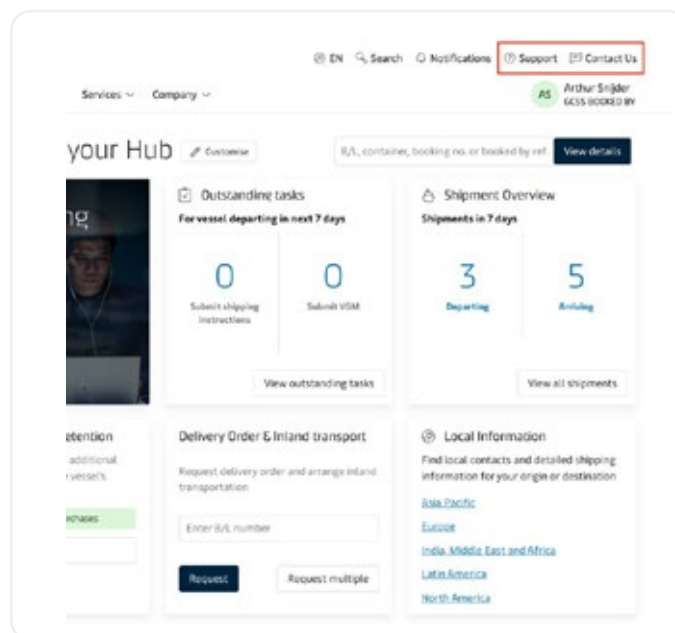 EN Search Notifications Support Contact Us
Services Company
AS Arthur Snijder
GCSS BOOKED BY
your Hub Customise
B/L, container, booking no. or booked by ref View details
ng
Outstanding tasks
For vessel departing in next 7 days
0 0
Submit shipping instructions
Submit VGM
View outstanding tasks
Shipment Overview
Shipments in 7 days
3 5
Departing Arriving
View all shipments
etention
additional
vessel's
rchases
Delivery Order & Inland transport
Request delivery order and arrange inland
transportation
Enter B/L number
Request Request multiple
Local Information
Find local contacts and detailed shipping
information for your origin or destination
Asia Pacific
Europe
India, Middle East and Africa
Latin America
North America